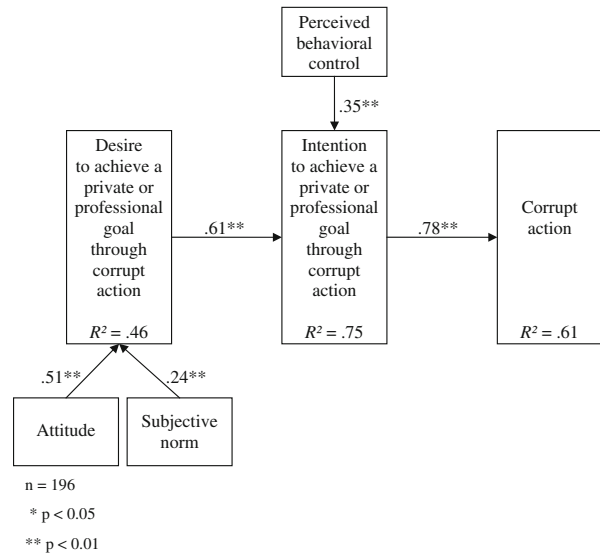 Perceived
behavioral
control
.35**
Desire
to achieve a
private or
professional
goal
through
corrupt
action
R² = .46
.61**
Intention
to achieve a
private or
professional
goal
through
corrupt
action
R² = .75
.78**
Corrupt
action
R² = .61
.51**
.24**
Attitude
Subjective
norm
n = 196
* p < 0.05
** p < 0.01